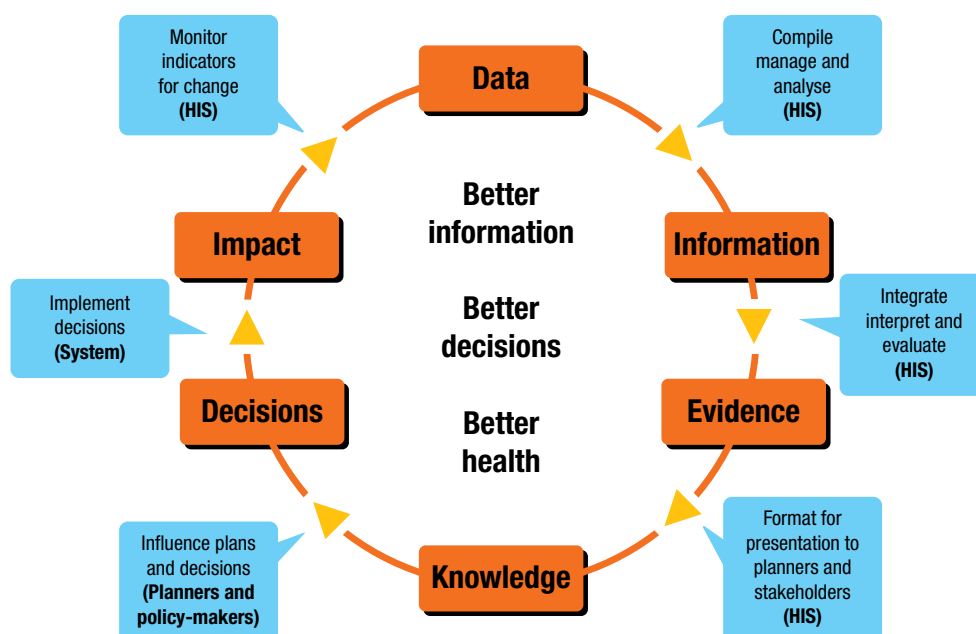 Monitor
indicators
for change
(HIS)
Data
Compile
manage and
analyse
(HIS)
Better
information
Impact
Information
Implement
decisions
(System)
Better
decisions
Integrate
interpret and
evaluate
(HIS)
Decisions
Evidence
Better
health
Influence plans
and decisions
(Planners and
policy-makers)
Knowledge
Format for
presentation to
planners and
stakeholders
(HIS)